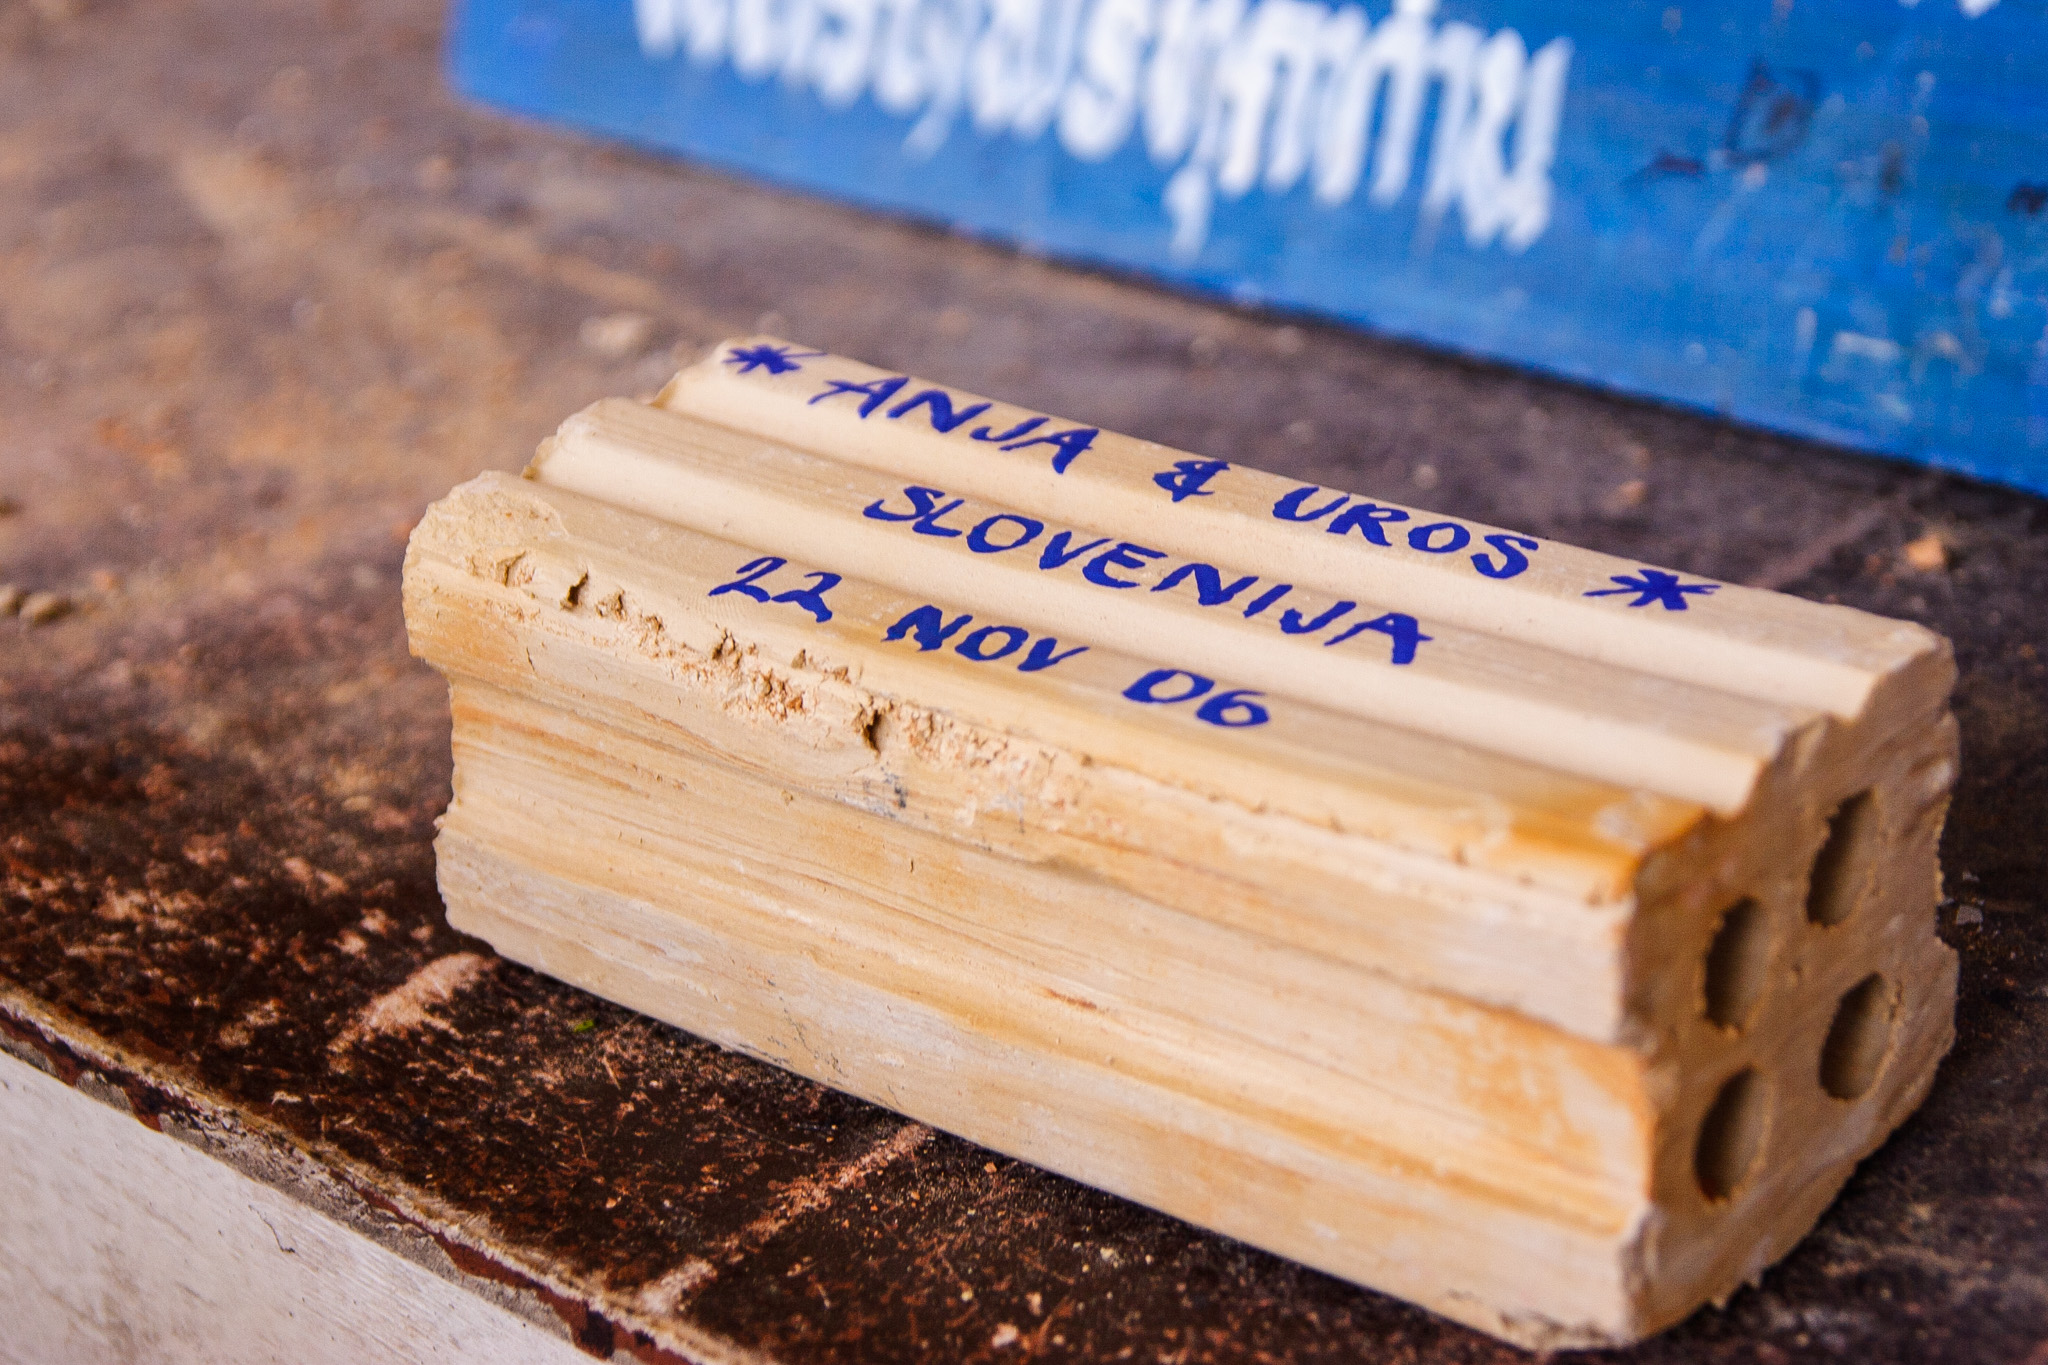 * ANJA & UROS *
SLOVENIJA
22 NOV 06